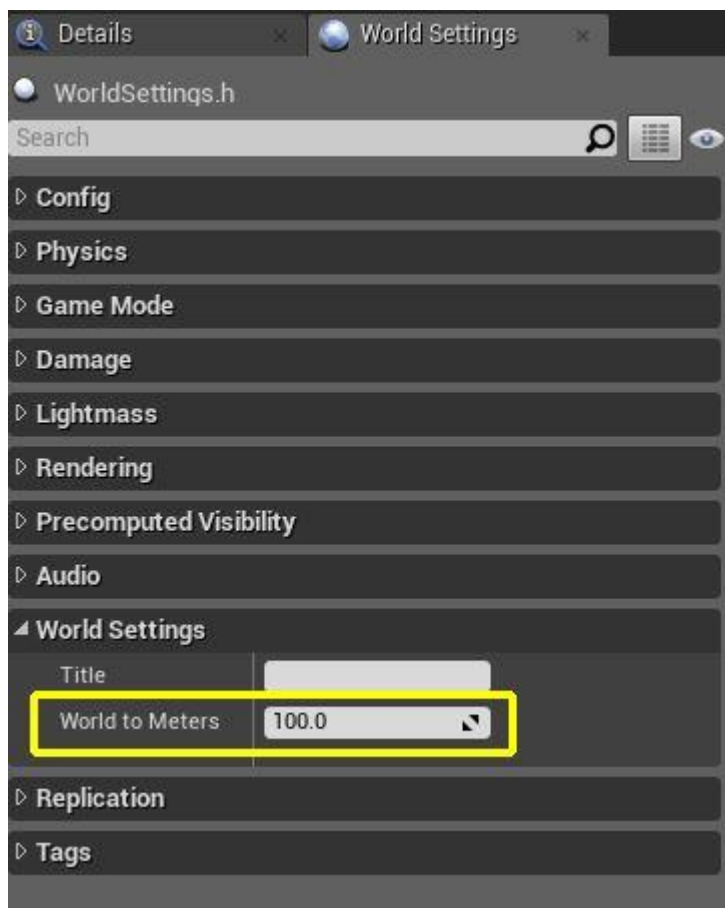 Details
World Settings
WorldSettings.h
Search
Config
Physics
Game Mode
Damage
Lightmass
Rendering
Precomputed Visibility
Audio
World Settings
Title
World to Meters 100.0
Replication
Tags